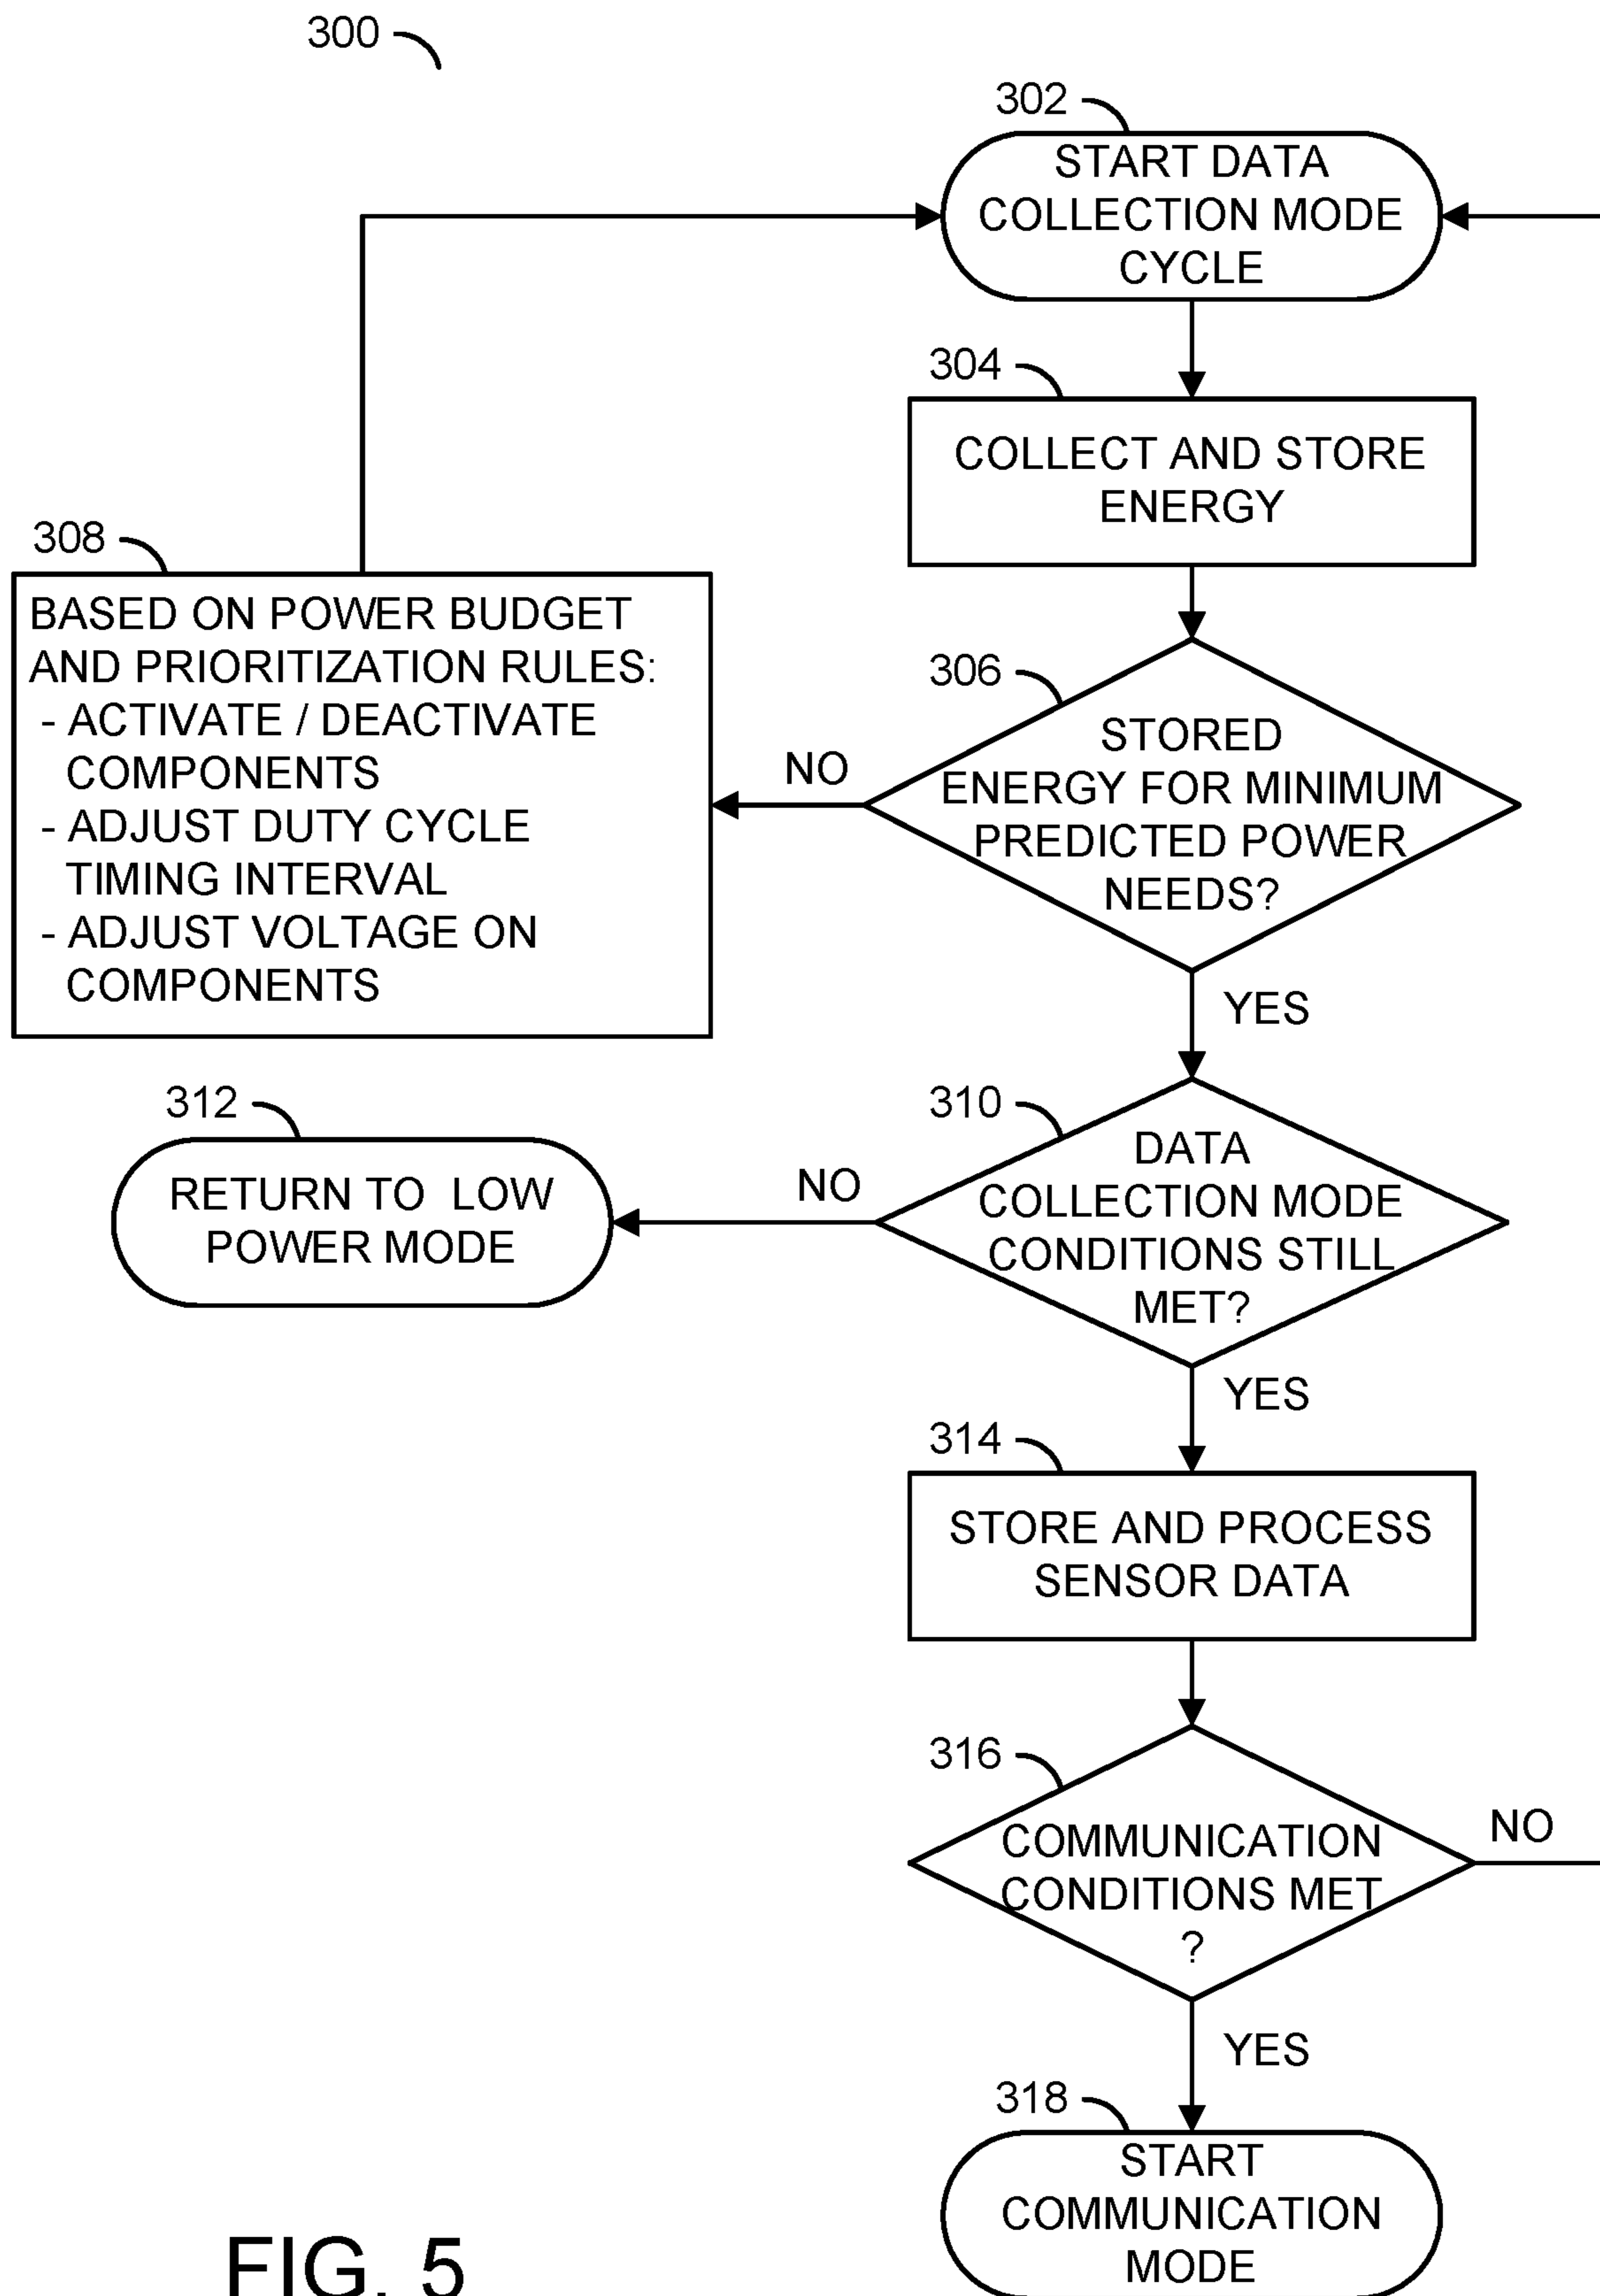 300
302
START DATA
COLLECTION MODE
CYCLE
304
COLLECT AND STORE
ENERGY
308
BASED ON POWER BUDGET
AND PRIORITIZATION RULES:
- ACTIVATE / DEACTIVATE
COMPONENTS
- ADJUST DUTY CYCLE
TIMING INTERVAL
- ADJUST VOLTAGE ON
COMPONENTS
306
STORED
ENERGY FOR MINIMUM
PREDICTED POWER
NEEDS?
NO
YES
312
RETURN TO LOW
POWER MODE
310
DATA
COLLECTION MODE
CONDITIONS STILL
MET?
NO
YES
314
STORE AND PROCESS
SENSOR DATA
316
COMMUNICATION
CONDITIONS MET
?
NO
YES
318
START
COMMUNICATION
MODE
FIG. 5